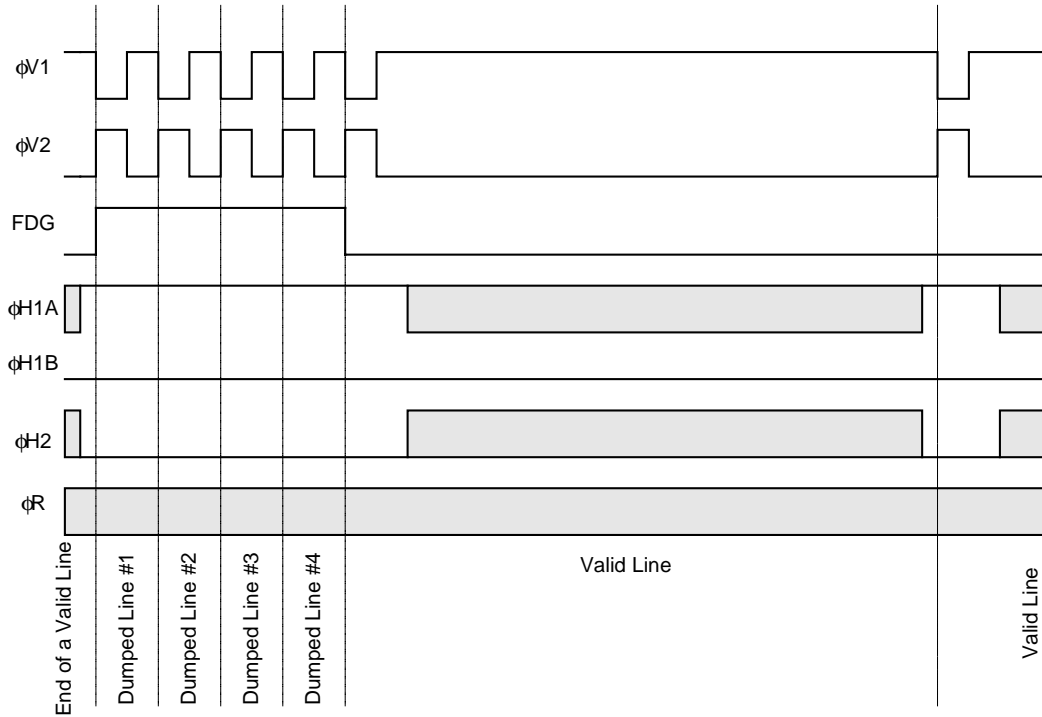 ϕV1
ϕV2
FDG
ϕH1A
ϕH1B
ϕH2
ϕR
End of a Valid Line
Dumped Line #1
Dumped Line #2
Dumped Line #3
Dumped Line #4
Valid Line
Valid Line